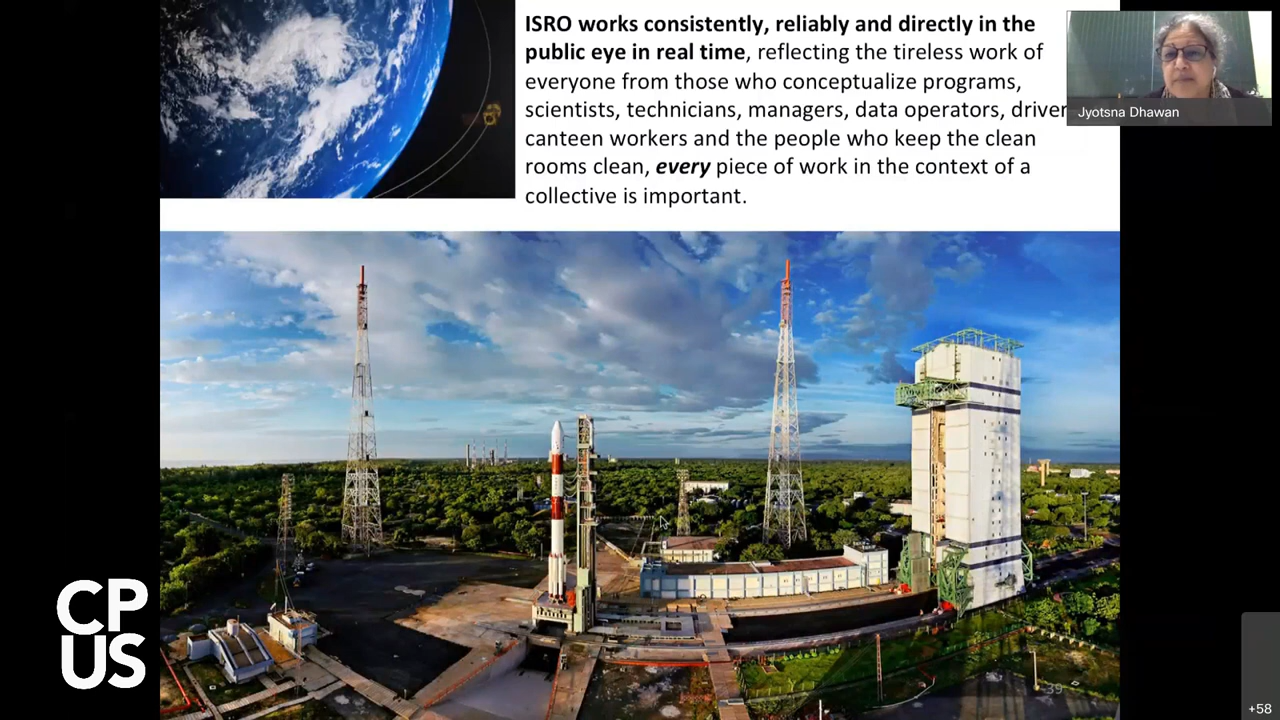 ISRO works consistently, reliably and directly in the
public eye in real time, reflecting the tireless work of
everyone from those who conceptualize programs,
scientists, technicians, managers, data operators, driver
canteen workers and the people who keep the clean
rooms clean, every piece of work in the context of a
collective is important.
Jyotsna Dhawan
CP
US
39
+58